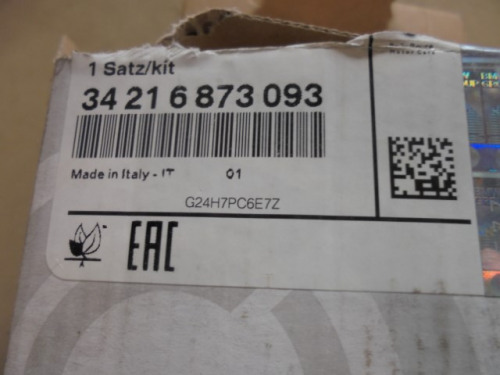 1 Satz/kit
34 21 6 873 093
Made in Italy - IT 01
G24H7PC6E7Z
EAC